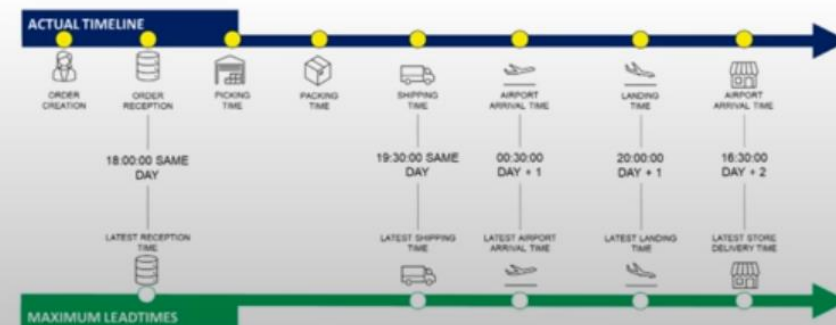 ACTUAL TIMELINE
ORDER
CREATION
ORDER
RECEPTION
PICKING
TIME
PACKING
TIME
SHIPPING
TIME
AIRPORT
ARRIVAL TIME
LANDING
TIME
AIRPORT
ARRIVAL TIME
18:00:00 SAME
DAY
19:30:00 SAME
DAY
00:30:00
DAY + 1
20:00:00
DAY + 1
16:30:00
DAY + 2
LATEST RECEPTION
TIME
LATEST SHIPPING
TIME
LATEST AIRPORT
ARRIVAL TIME
LATEST LANDING
TIME
LATEST STORE
DELIVERY TIME
MAXIMUM LEADTIMES